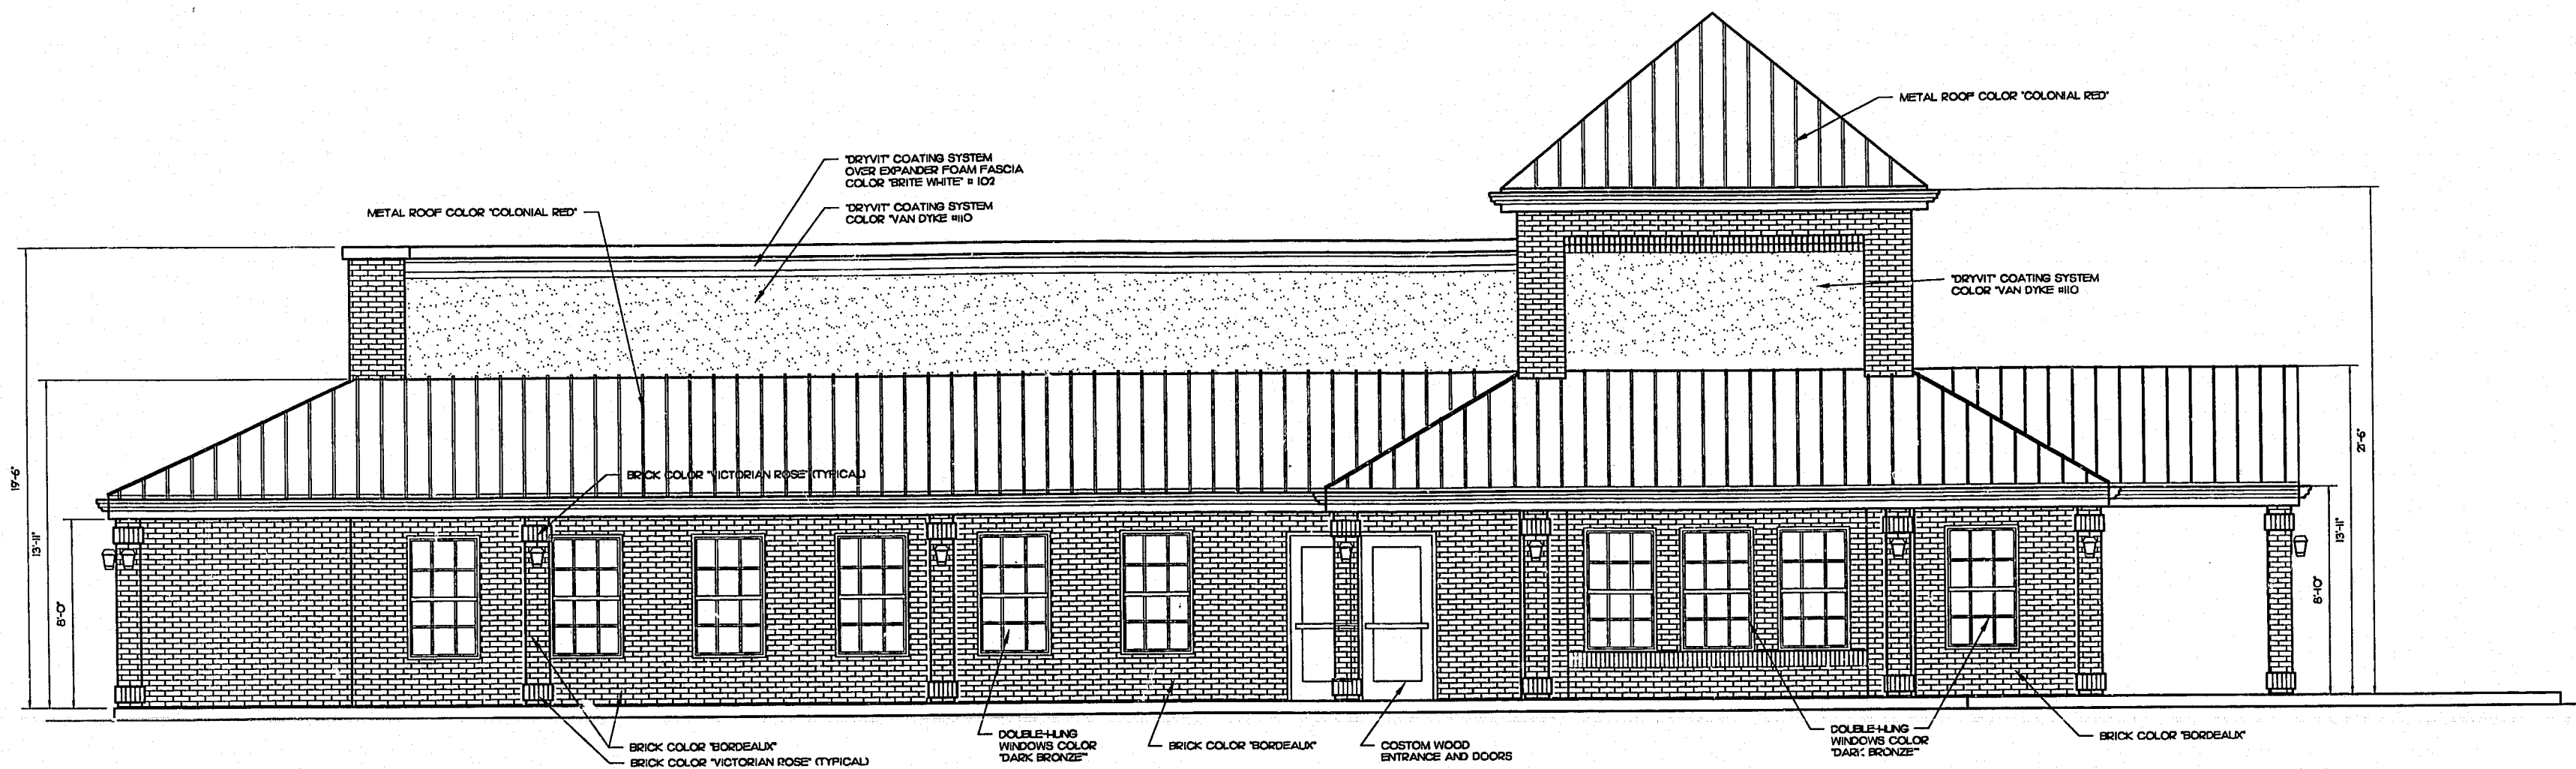 METAL ROOF COLOR "COLONIAL RED"
"DRYVIT" COATING SYSTEM
OVER EXPANDER FOAM FASCIA
COLOR "BRITE WHITE" # 102
"DRYVIT" COATING SYSTEM
COLOR "VAN DYKE #110
METAL ROOF COLOR "COLONIAL RED"
"DRYVIT" COATING SYSTEM
COLOR "VAN DYKE #110
19'-6"
13'-11"
8'-0"
BRICK COLOR "VICTORIAN ROSE" (TYPICAL)
21'-6"
13'-11"
8'-10"
BRICK COLOR "BORDEAUX"
BRICK COLOR "VICTORIAN ROSE" (TYPICAL)
DOUBLE-HUNG
WINDOWS COLOR
"DARK BRONZE"
BRICK COLOR "BORDEAUX"
COSTOM WOOD
ENTRANCE AND DOORS
DOUBLE-HUNG
WINDOWS COLOR
"DARK BRONZE"
BRICK COLOR "BORDEAUX"